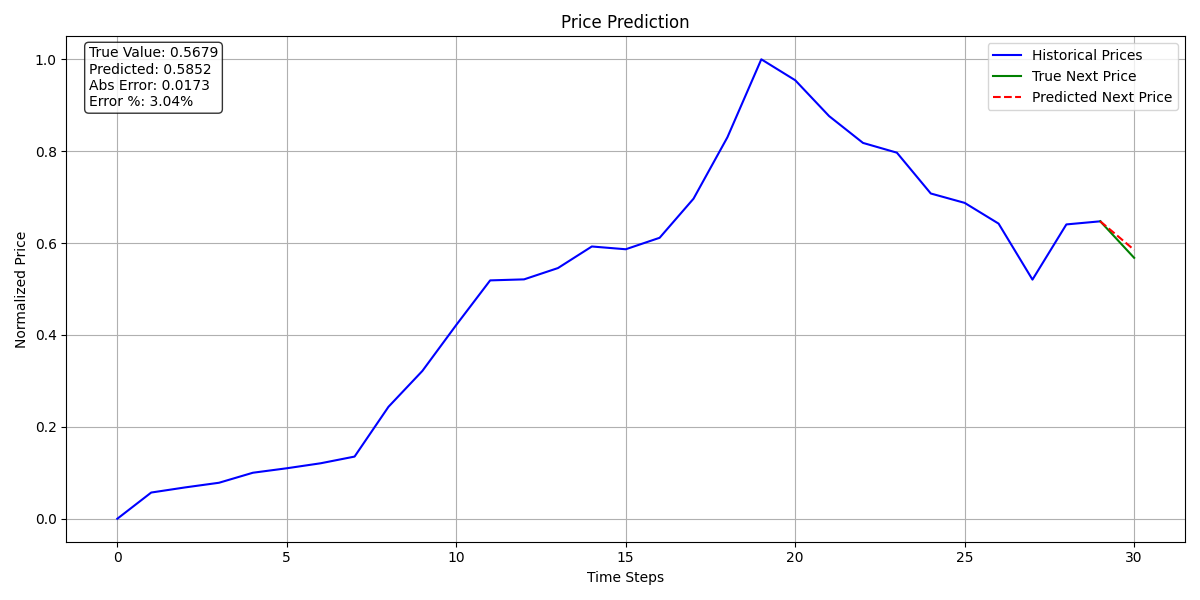 Price Prediction
True Value: 0.5679
Predicted: 0.5852
Abs Error: 0.0173
Error %: 3.04%
Historical Prices
True Next Price
Predicted Next Price
Normalized Price
1.0
0.8
0.6
0.4
0.2
0.0
0 5 10 15 20 25 30
Time Steps